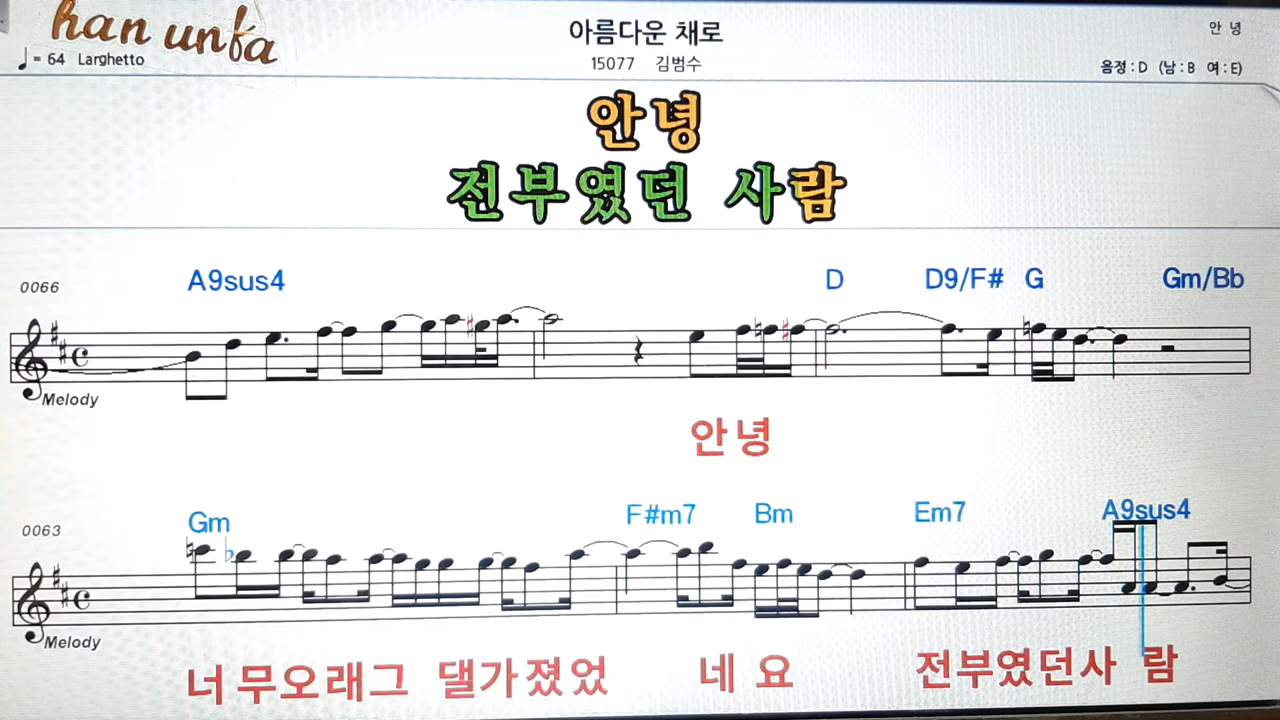 han unfa
아름다운 채로
안 녕
♩= 64 Larghetto
15077 김범수
음정 : D (남 : B 여 : E)
안녕
전부였던 사람
0066
A9sus4 D D9/F# G Gm/Bb
Melody
안 녕
0063
Gm F#m7 Bm Em7 A9sus4
Melody
너 무오래그 댈가졌었 네 요 전부였던사 람